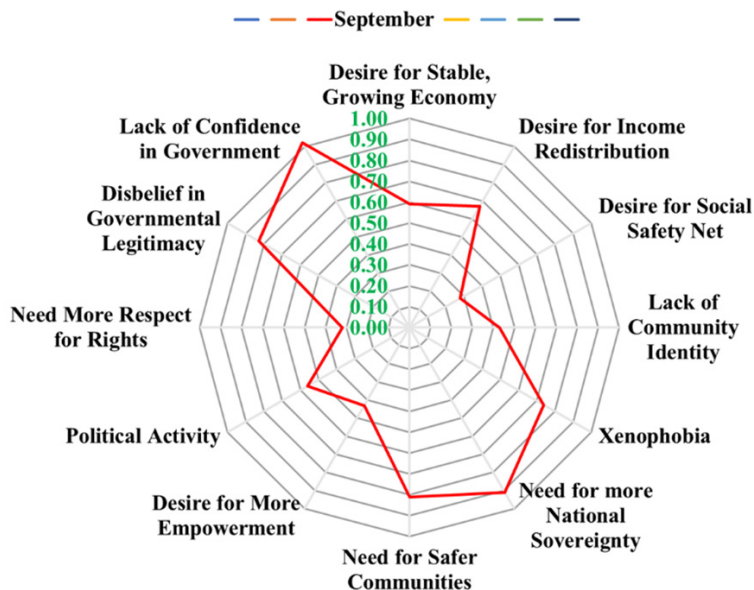 September
Desire for Stable,
Growing Economy
Desire for Income
Redistribution
Desire for Social
Safety Net
Lack of
Community
Identity
Xenophobia
Need for more
National
Sovereignty
Need for Safer
Communities
Desire for More
Empowerment
Political Activity
Need More Respect
for Rights
Disbelief in
Governmental
Legitimacy
Lack of Confidence
in Government
1.00
0.90
0.80
0.70
0.60
0.50
0.40
0.30
0.20
0.10
0.00